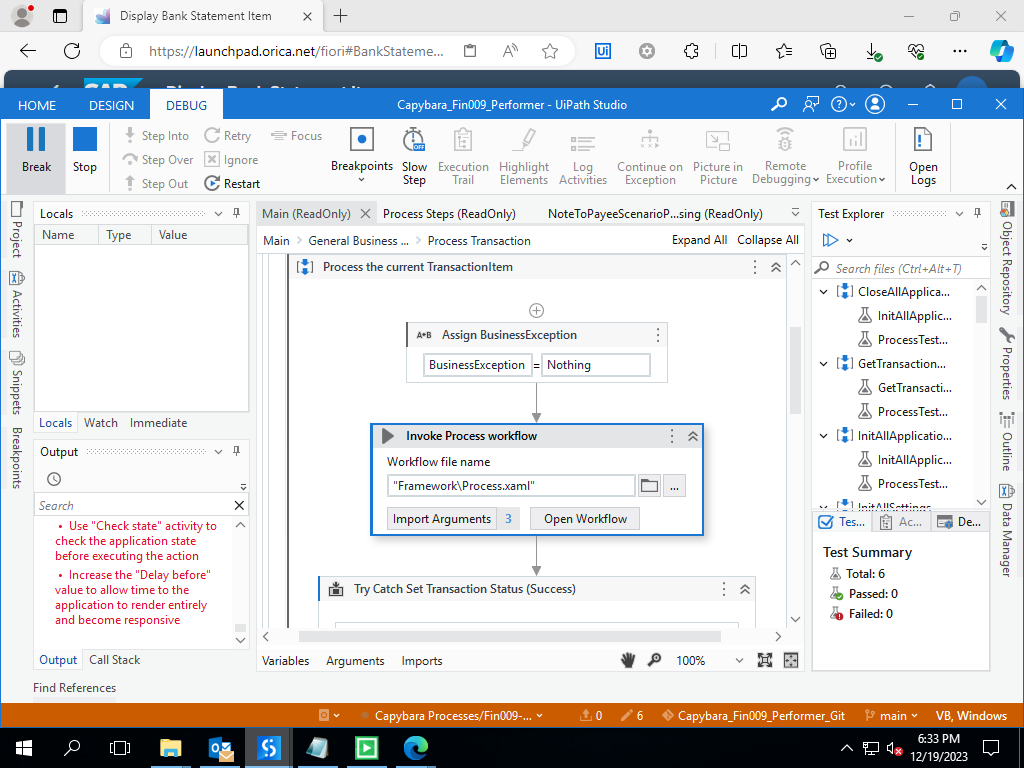 Display Bank Statement Item
https://launchpad.orica.net/fiori#BankStateme...
HOME
DESIGN
DEBUG
Capybara_Fin009_Performer - UiPath Studio
Break
Stop
Step Into
Step Over
Step Out
Retry
Ignore
Restart
Focus
Breakpoints
Slow
Step
Execution
Trail
Highlight
Elements
Log
Activities
Continue on
Exception
Picture in
Picture
Remote
Debugging
Profile
Execution
Open
Logs
Project
Activities
Snippets
Breakpoints
Locals
Name
Type
Value
Locals
Watch
Immediate
Output
Search
• Use "Check state" activity to
check the application state
before executing the action
• Increase the "Delay before"
value to allow time to the
application to render entirely
and become responsive
Output
Call Stack
Find References
Main (ReadOnly)
Process Steps (ReadOnly)
NoteToPayeeScenarioP...sing (ReadOnly)
Main
General Business ...
Process Transaction
Expand All
Collapse All
Process the current TransactionItem
A+B
Assign BusinessException
BusinessException
=
Nothing
Invoke Process workflow
Workflow file name
"Framework\Process.xaml"
...
Import Arguments
3
Open Workflow
Try Catch Set Transaction Status (Success)
Variables
Arguments
Imports
100%
Test Explorer
Search files (Ctrl+Alt+T)
CloseAllApplica...
InitAllApplic...
ProcessTest...
GetTransaction...
GetTransacti...
ProcessTest...
InitAllApplicatio...
InitAllApplic...
ProcessTest...
InitAllSettings
Tes...
Ac...
De...
Test Summary
Total: 6
Passed: 0
Failed: 0
Object Repository
Properties
Outline
Data Manager
Capybara Processes/Fin009-...
0
6
Capybara_Fin009_Performer_Git
main
VB, Windows
6:33 PM
12/19/2023